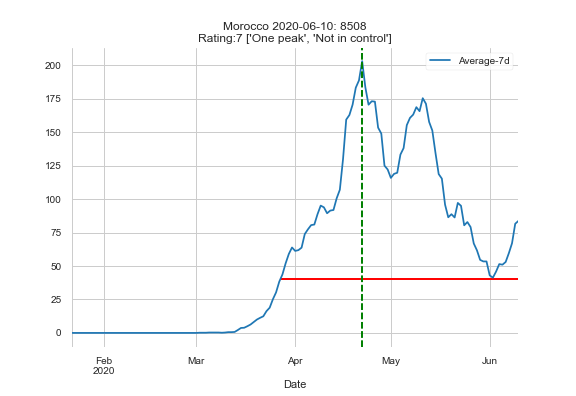 Morocco 2020-06-10: 8508
Rating:7 ['One peak', 'Not in control']
Average-7d
200
175
150
125
100
75
50
25
0
Feb
2020
Mar
Apr
May
Jun
Date